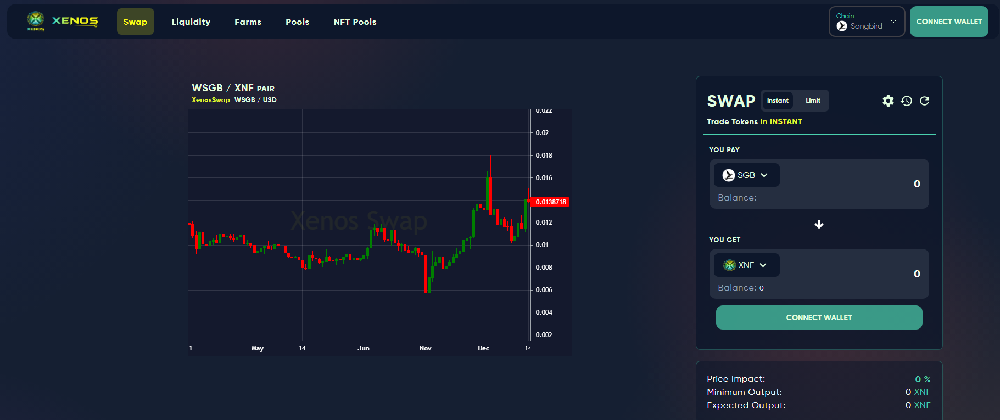 XENOS
XENOS
Swap
Liquidity
Farms
Pools
NFT Pools
Chain
Songbird
CONNECT WALLET
WSGB / XNF PAIR
XenosSwap WSGB / USD
Xenos Swap
0.022
0.02
0.018
0.016
0.014
0.0138718
0.012
0.01
0.008
0.006
0.004
0.002
1 May 14 Jun Nov Dec 14
SWAP Instant Limit
Trade Tokens in INSTANT
YOU PAY
SGB
0
Balance:
YOU GET
XNF
0
Balance: 0
CONNECT WALLET
Price Impact: 0 %
Minimum Output: 0 XNF
Expected Output: 0 XNF